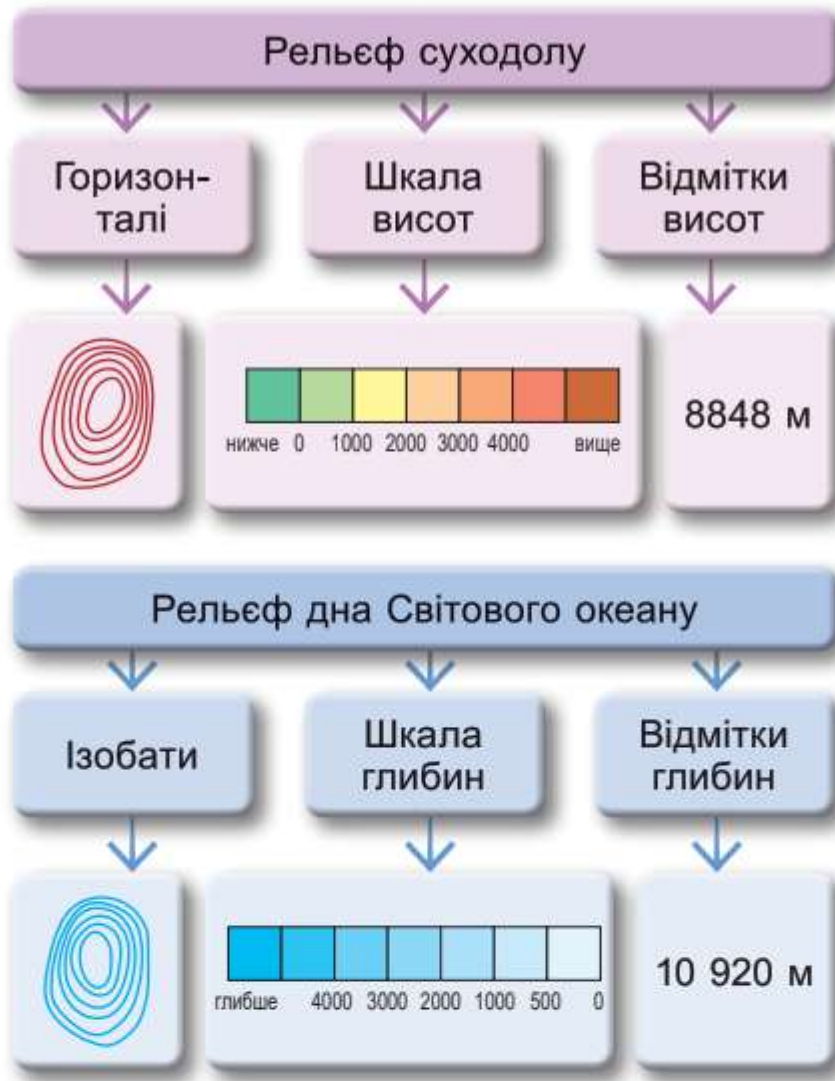 Рельєф суходолу
Горизон-
талі
Шкала
висот
Відмітки
висот
нижче 0 1000 2000 3000 4000 вище
8848 м
Рельєф дна Світового океану
Ізобати
Шкала
глибин
Відмітки
глибин
глибше 4000 3000 2000 1000 500 0
10 920 м